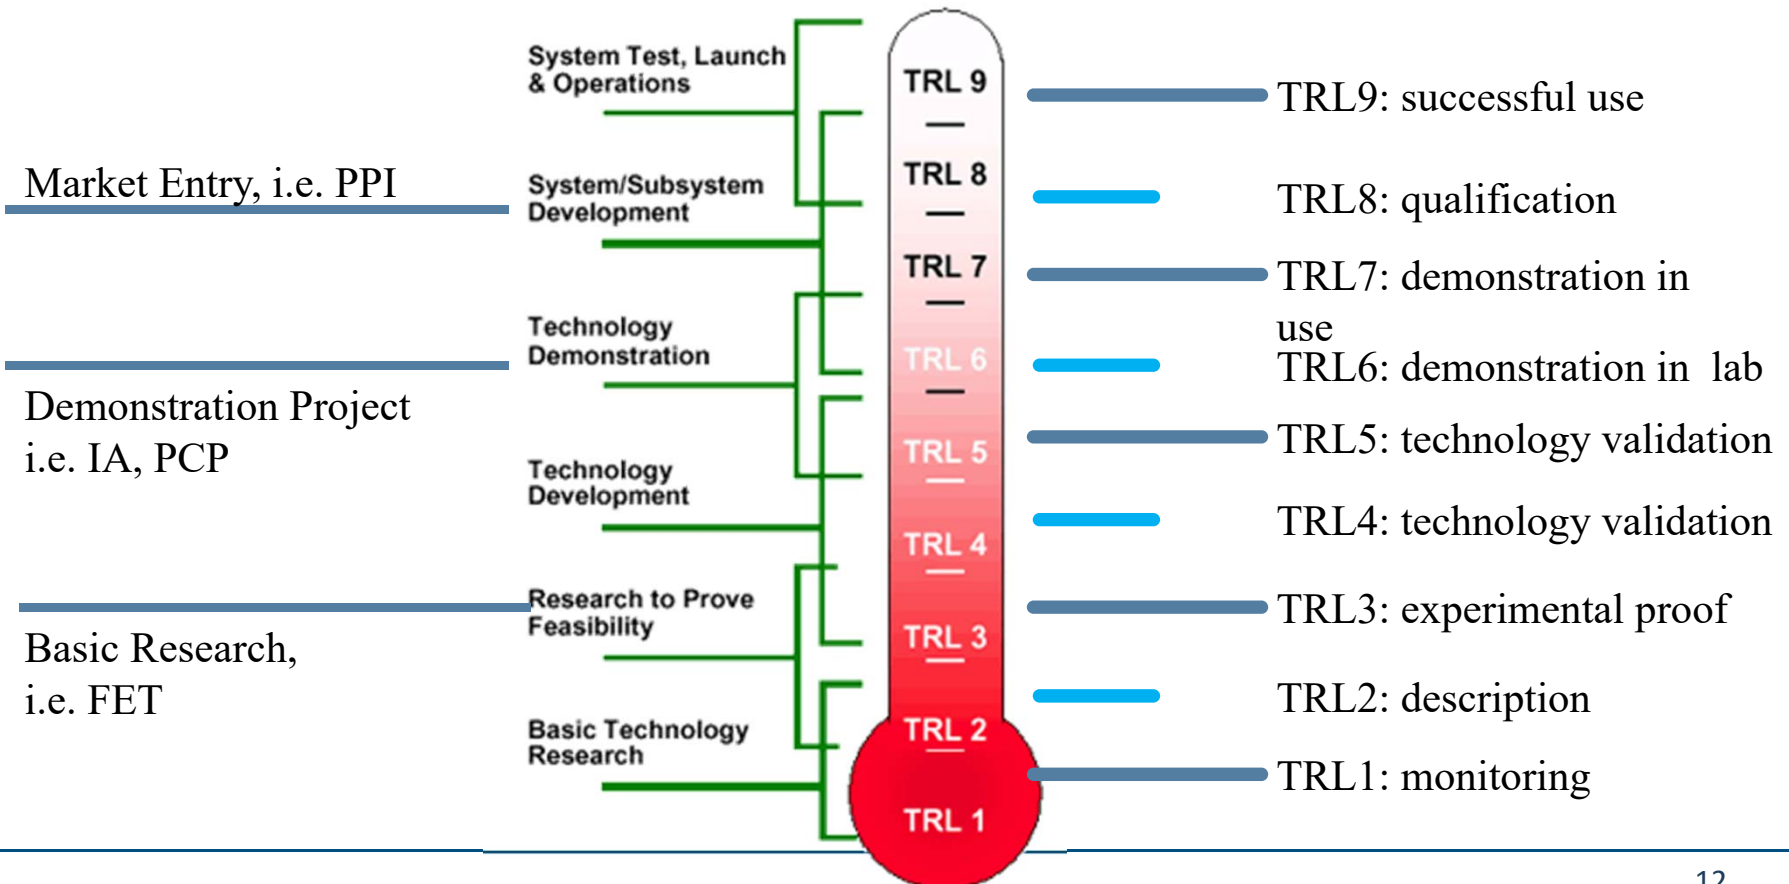 Market Entry, i.e. PPI
Demonstration Project
i.e. IA, PCP
Basic Research,
i.e. FET
System Test, Launch
& Operations
System/Subsystem
Development
Technology
Demonstration
Technology
Development
Research to Prove
Feasibility
Basic Technology
Research
TRL 9
TRL 8
TRL 7
TRL 6
TRL 5
TRL 4
TRL 3
TRL 2
TRL 1
TRL9: successful use
TRL8: qualification
TRL7: demonstration in
use
TRL6: demonstration in  lab
TRL5: technology validation
TRL4: technology validation
TRL3: experimental proof
TRL2: description
TRL1: monitoring
12